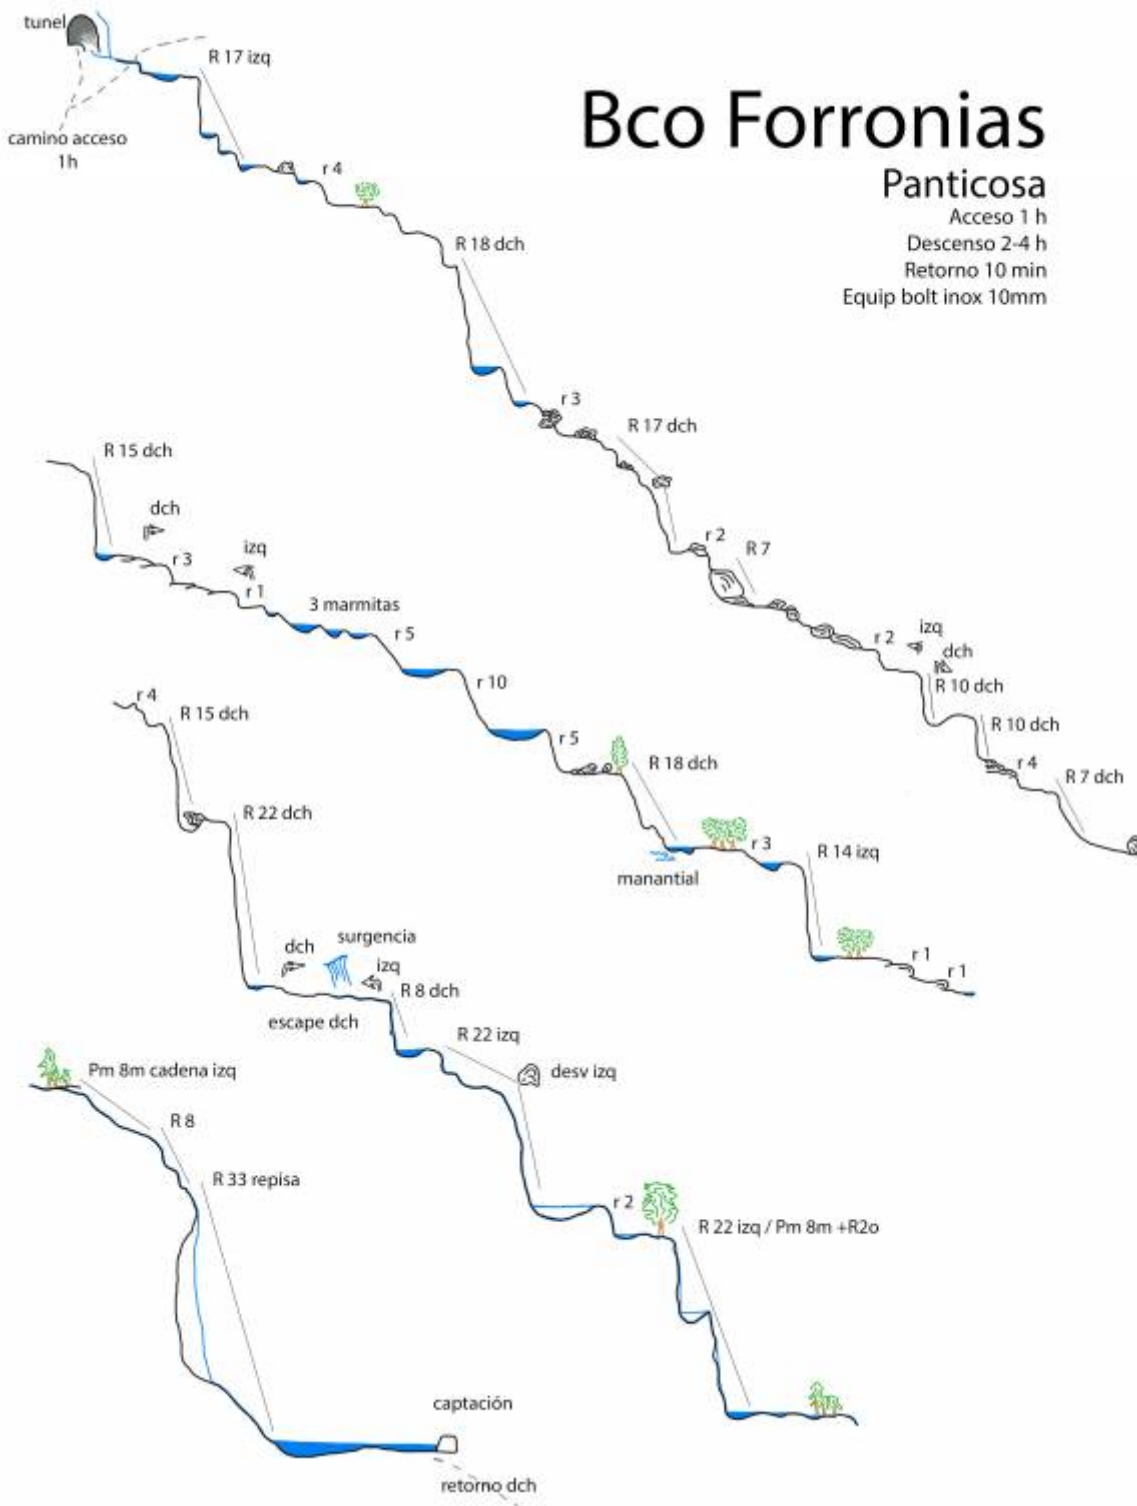 tunel
R 17 izq
camino acceso
1h
Bco Forronias
Panticosa
Acceso 1 h
Descenso 2-4 h
Retorno 10 min
Equip bolt inox 10mm
r 4
R 18 dch
r 3
R 17 dch
r 2
R 7
r 2
izq
dch
R 10 dch
R 10 dch
r 4
R 7 dch
R 15 dch
dch
r 3
izq
r 1
3 marmitas
r 5
r 10
r 5
R 18 dch
manantial
r 3
R 14 izq
r 1
r 1
r 4
R 15 dch
R 22 dch
dch
surgencia
izq
escape dch
R 8 dch
R 22 izq
desv izq
r 2
R 22 izq / Pm 8m +R2o
Pm 8m cadena izq
R 8
R 33 repisa
captación
retorno dch